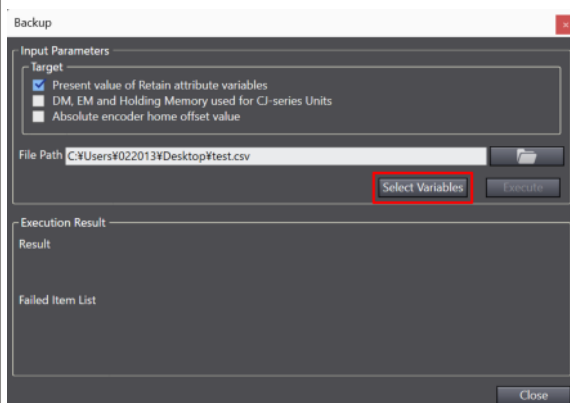 Backup
Input Parameters
Target
Present value of Retain attribute variables
DM, EM and Holding Memory used for CJ-series Units
Absolute encoder home offset value
File Path C:¥Users¥022013¥Desktop¥test.csv
Select Variables Execute
Execution Result
Result
Failed Item List
Close